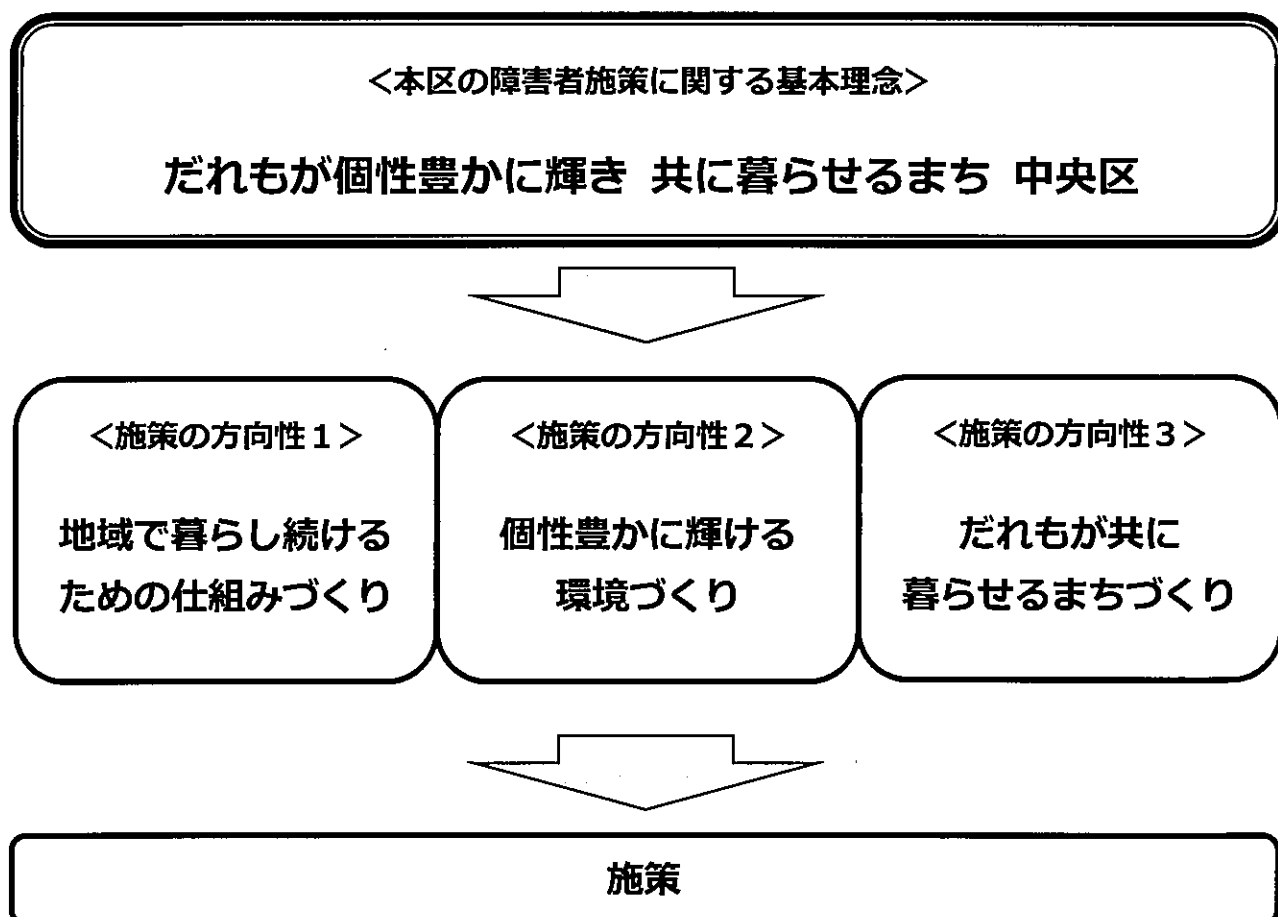 <本区の障害者施策に関する基本理念>
だれもが個性豊かに輝き 共に暮らせるまち 中央区
<施策の方向性1>
地域で暮らし続ける
ための仕組みづくり
<施策の方向性2>
個性豊かに輝ける
環境づくり
<施策の方向性3>
だれもが共に
暮らせるまちづくり
施策